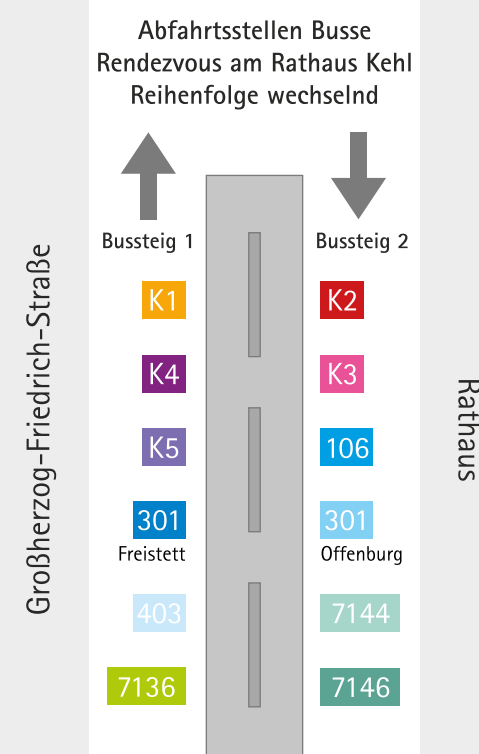 Abfahrtsstellen Busse
Rendezvous am Rathaus Kehl
Reihenfolge wechselnd
Großherzog-Friedrich-Straße
Bussteig 1
K1
K4
K5
301
Freistett
403
7136
Bussteig 2
K2
K3
106
301
Offenburg
7144
7146
Rathaus